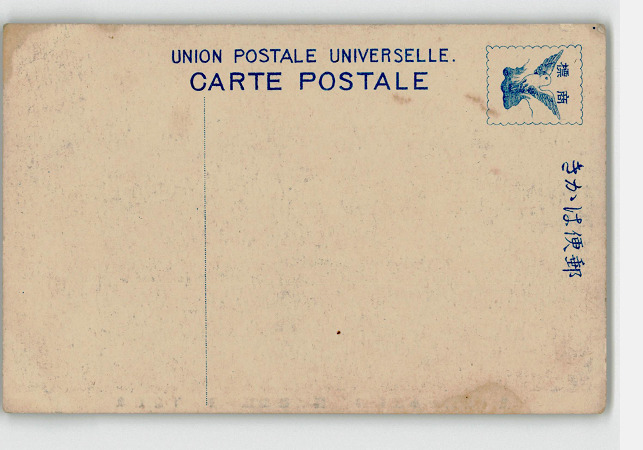 UNION POSTALE UNIVERSELLE.
CARTE POSTALE
商標
郵便はかき